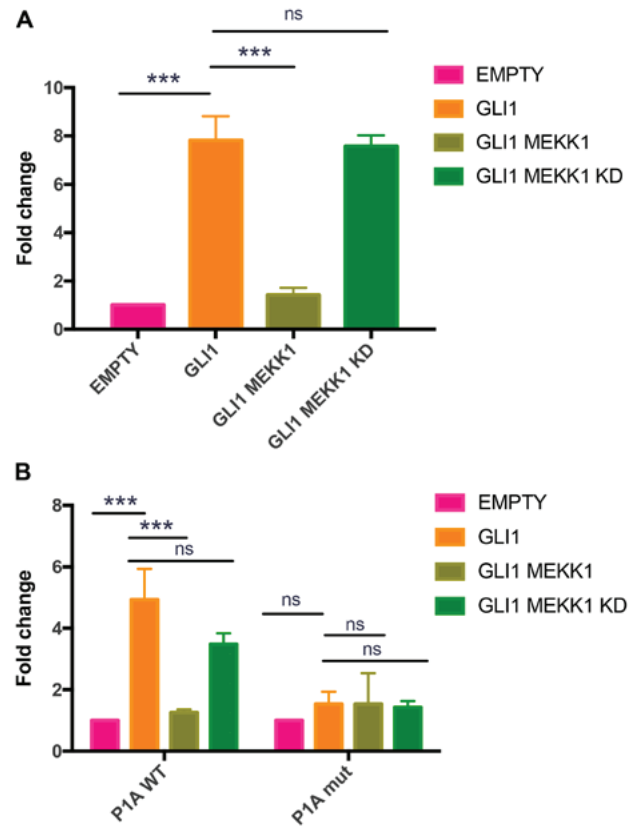 A
ns
***
***
10
8
6
4
2
0
Fold change
EMPTY
GLI1
GLI1 MEKK1
GLI1 MEKK1 KD
EMPTY
GLI1
GLI1 MEKK1
GLI1 MEKK1 KD
B
***
***
ns
ns
ns
ns
8
6
4
2
0
Fold change
P1A WT
P1A mut
EMPTY
GLI1
GLI1 MEKK1
GLI1 MEKK1 KD